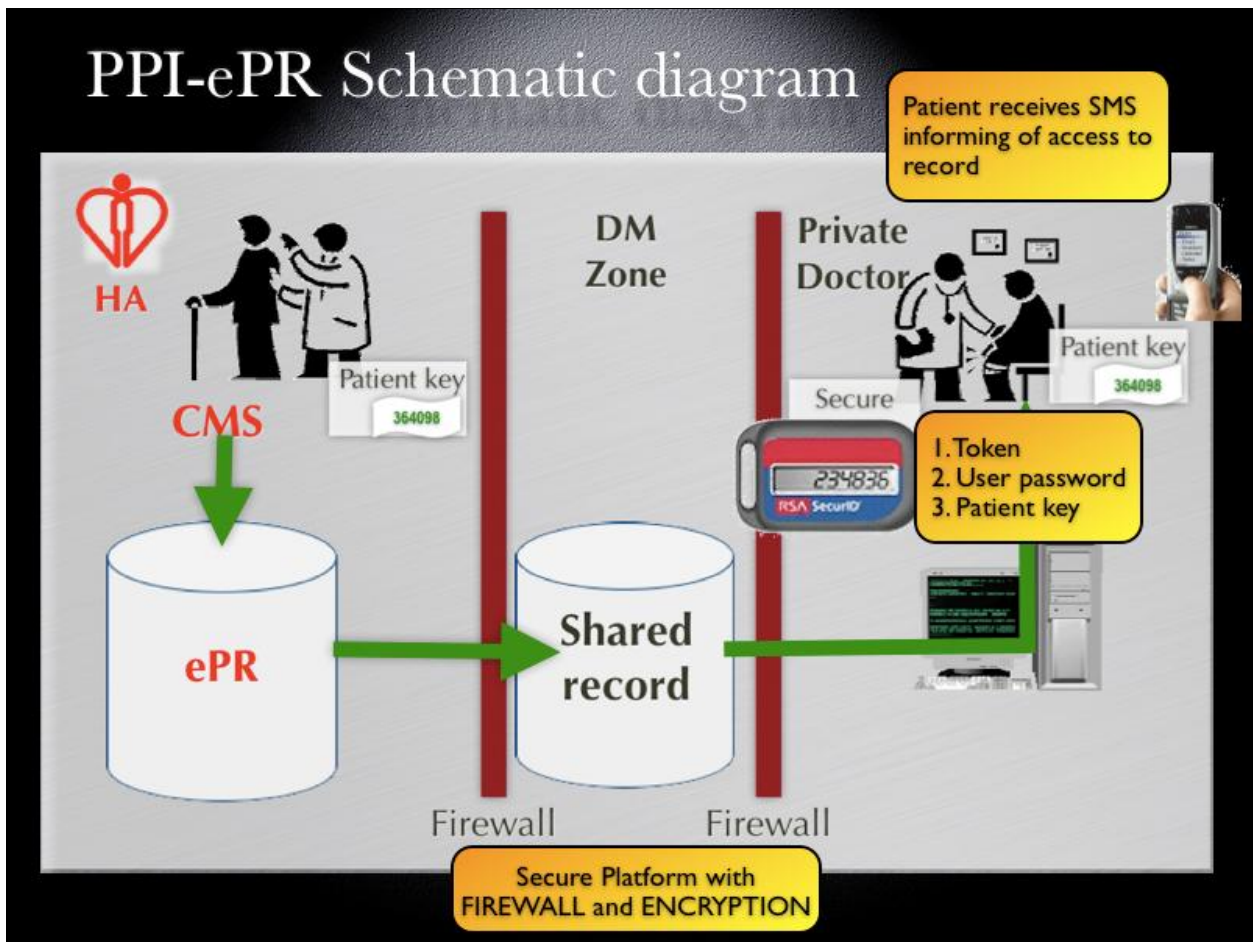 PPI-ePR Schematic diagram
Patient receives SMS
informing of access to
record
HA
CMS
Patient key
364098
ePR
DM
Zone
Shared
record
Private
Doctor
Patient key
364098
Secure
234836
RSA SecurID
1. Token
2. User password
3. Patient key
Firewall
Firewall
Secure Platform with
FIREWALL and ENCRYPTION